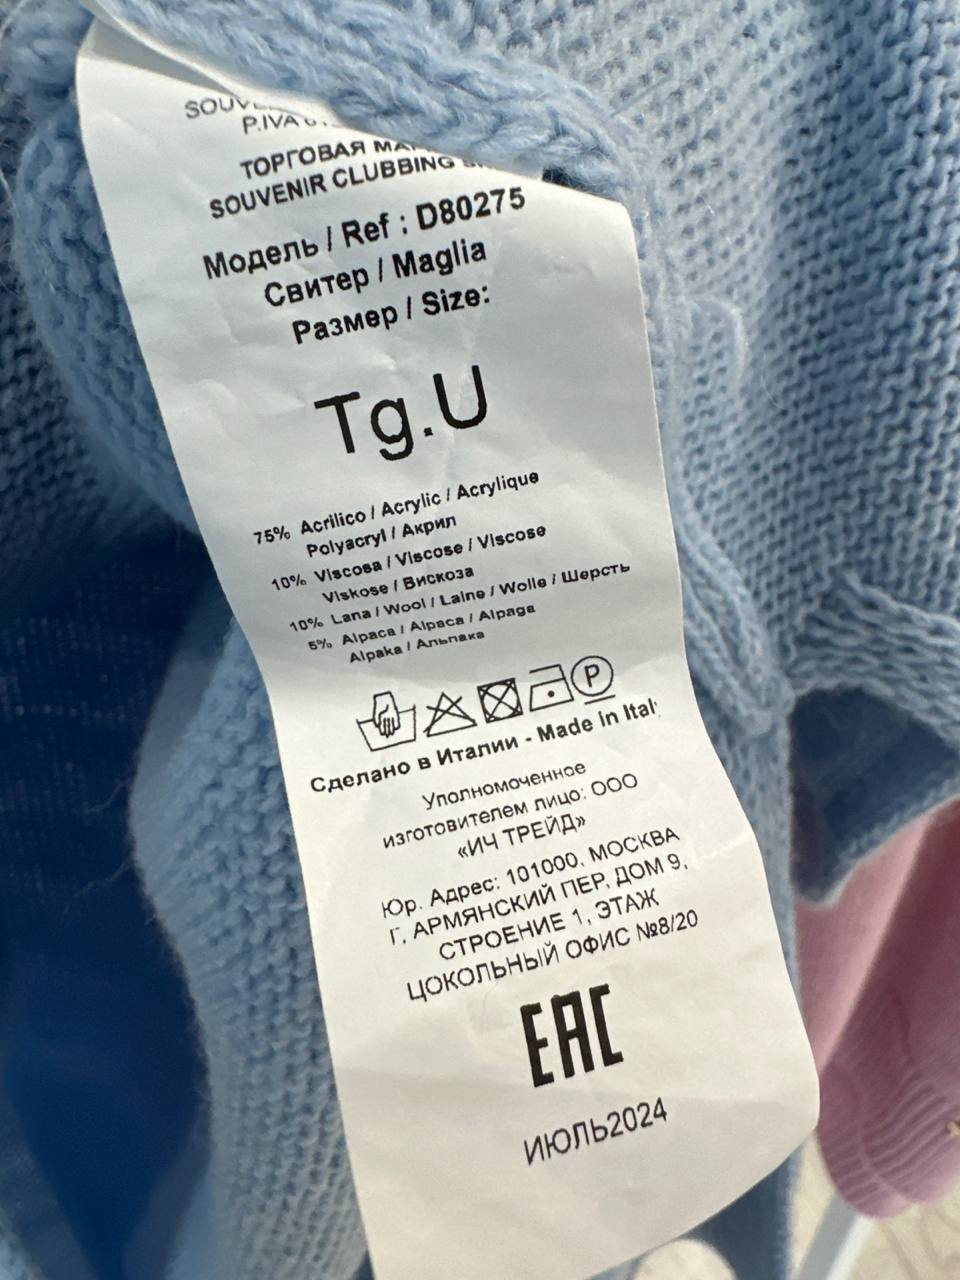 P.IVA
ТОРГОВАЯ
SOUVENIR CLUBBING
Модель / Ref : D80275
Свитер / Maglia
Размер / Size:
Tg.U
75% Acrilico / Acrylic / Acrylique
Polyacryl / Акрил
10% Viscosa / Viscose / Viscose
Viskose / Вискоза
10% Lana / Wool / Laine / Wolle / Шерсть
5% Alpaca / Alpaca / Alpage
Alpaka / Альпака
P
Сделано в Италии - Made in
Уполномоченное
изготовителем лицо: ООО
«ИЧ ТРЕЙД»
Юр. Адрес: 101000, МОСКВА
Г, АРМЯНСКИЙ ПЕР, ДОМ 9,
СТРОЕНИЕ 1, ЭТАЖ
ЦОКОЛЬНЫЙ ОФИС №8/20
EAC
ИЮЛЬ2024